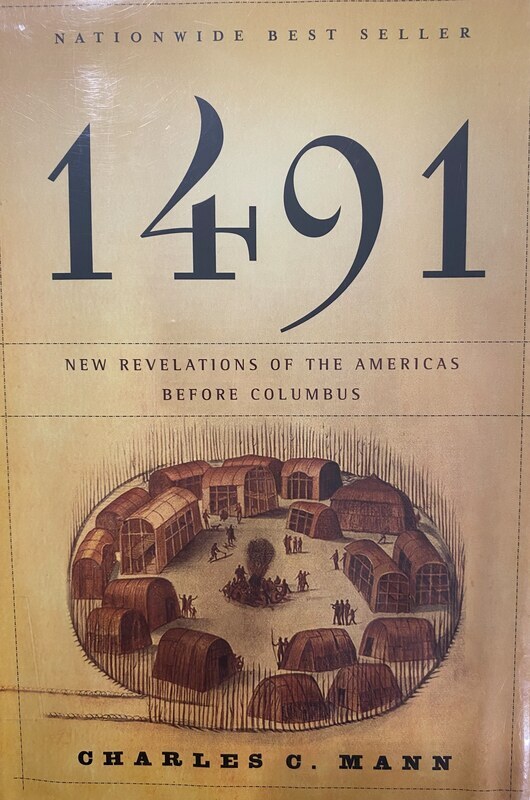 NATIONWIDE BEST SELLER
1491
NEW REVELATIONS OF THE AMERICAS
BEFORE COLUMBUS
CHARLES C. MANN